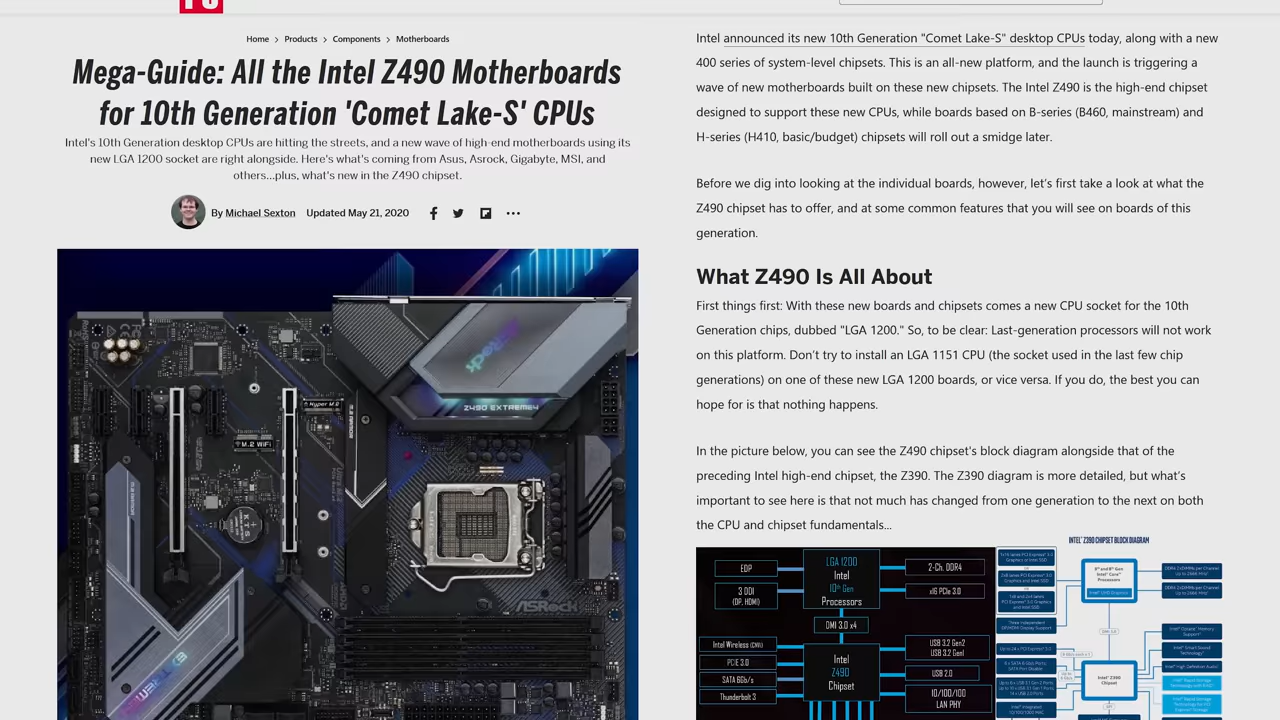 PC
Home > Products > Components > Motherboards
Mega-Guide: All the Intel Z490 Motherboards
for 10th Generation 'Comet Lake-S' CPUs
Intel's 10th Generation desktop CPUs are hitting the streets, and a new wave of high-end motherboards using its
new LGA 1200 socket are right alongside. Here's what's coming from Asus, Asrock, Gigabyte, MSI, and
others...plus, what's new in the Z490 chipset.
By Michael Sexton Updated May 21, 2020
Z490 EXTREME4
Hyper M.2
M.2 WiFi
ASRock
Intel announced its new 10th Generation "Comet Lake-S" desktop CPUs today, along with a new
400 series of system-level chipsets. This is an all-new platform, and the launch is triggering a
wave of new motherboards built on these new chipsets. The Intel Z490 is the high-end chipset
designed to support these new CPUs, while boards based on B-series (B460, mainstream) and
H-series (H410, basic/budget) chipsets will roll out a smidge later.
Before we dig into looking at the individual boards, however, let's first take a look at what the
Z490 chipset has to offer, and at some common features that you will see on boards of this
generation.
What Z490 Is All About
First things first: With these new boards and chipsets comes a new CPU socket for the 10th
Generation chips, dubbed "LGA 1200." So, to be clear: Last-generation processors will not work
on this platform. Don't try to install an LGA 1151 CPU (the socket used in the last few chip
generations) on one of these new LGA 1200 boards, or vice versa. If you do, the best you can
hope for is that nothing happens.
In the picture below, you can see the Z490 chipset's block diagram alongside that of the
preceding Intel high-end chipset, the Z390. The Z390 diagram is more detailed, but what's
important to see here is that not much has changed from one generation to the next on both
the CPU and chipset fundamentals...
EDP
3 DDI
(DP, HDMI)
LGA 1200
Intel
10th Gen
Processors
2-Ch. DDR4
x16 PCIe 3.0
DMI 3.0 x4
Intel Wireless (CNVi)
PCIE 3.0
SATA 6Gb/s
Thunderbolt 3
Intel
Z490
Chipset
USB 3.2 Gen2
USB 3.2 Gen1
USB 2.0
10/100/100
MAC W/ PHY
INTEL® Z390 CHIPSET BLOCK DIAGRAM
Intel® Z390
Chipset